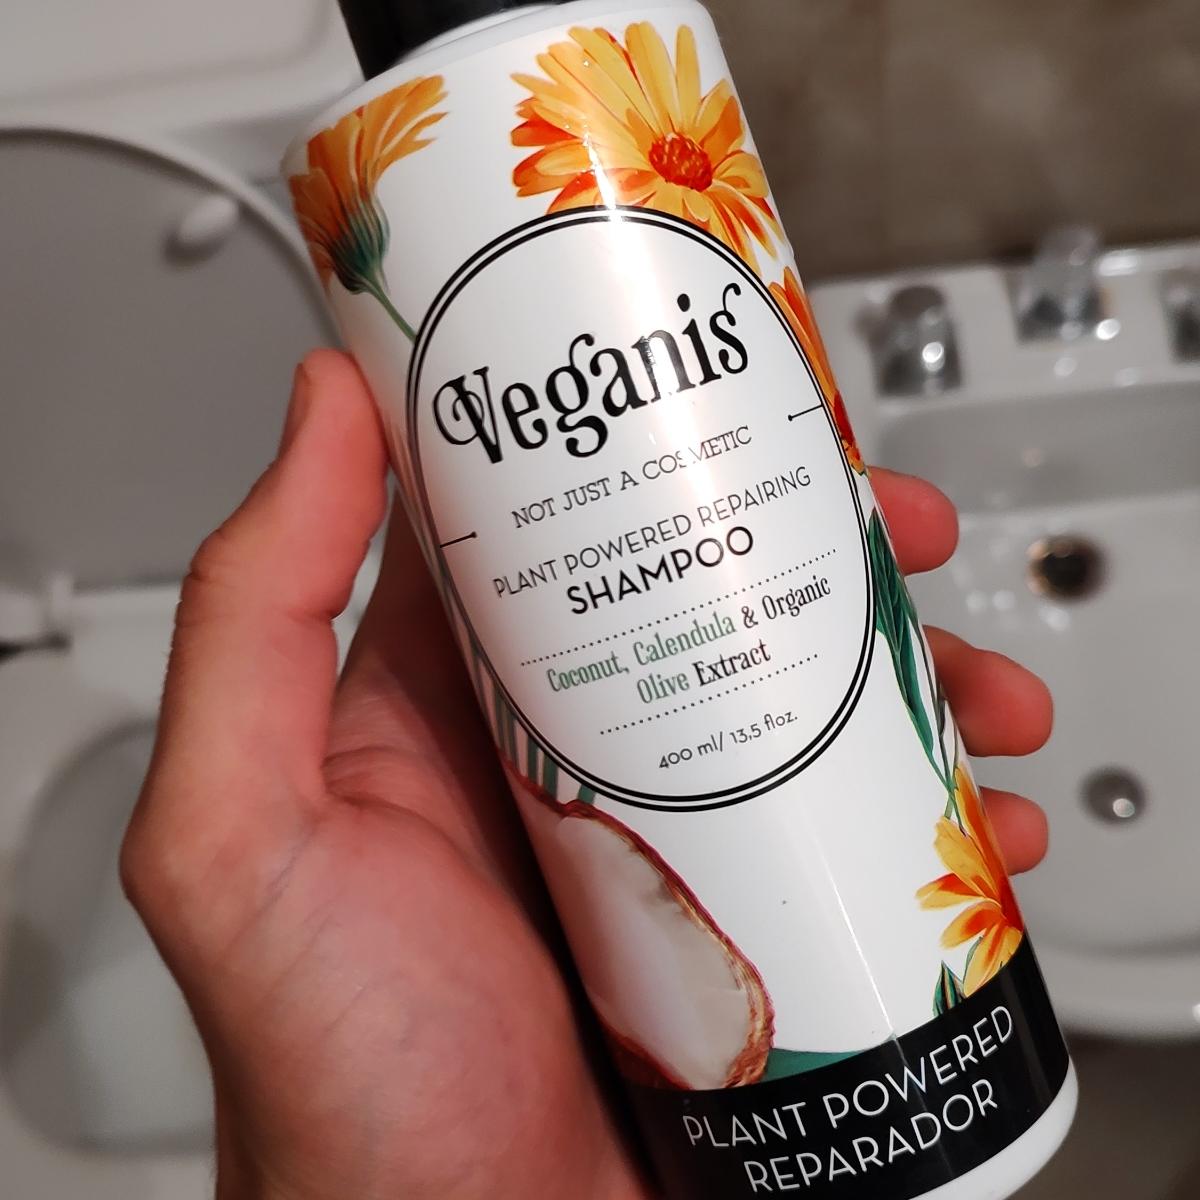 Veganis
NOT JUST A COSMETIC
PLANT POWERED REPAIRING
SHAMPOO
Coconut, Calendula & Organic
Olive Extract
400 ml/ 13,5 floz.
PLANT POWERED
REPARADOR